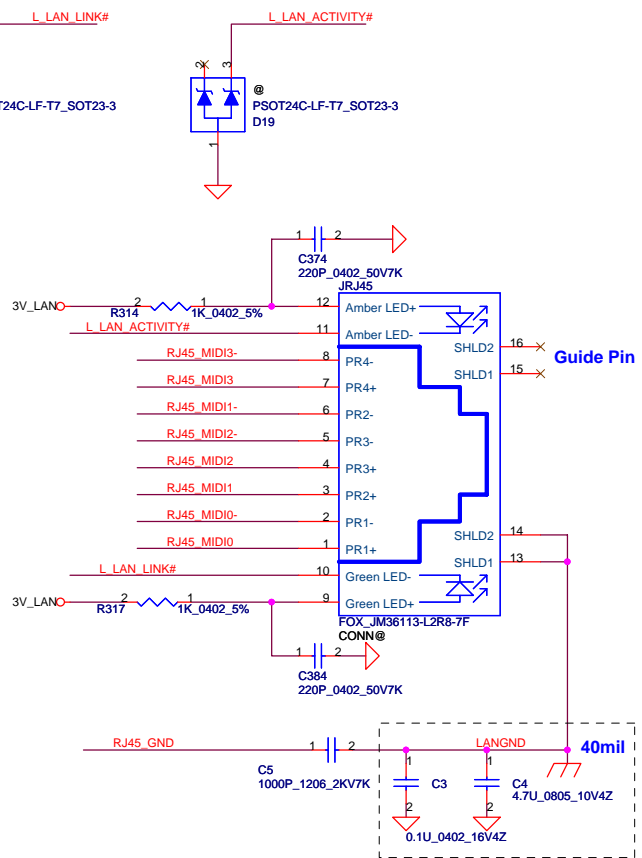 L_LAN_LINK#
L_LAN_ACTIVITY#
2
3
@
T24C-LF-T7_SOT23-3
PSOT24C-LF-T7_SOT23-3
D19
1
1
2
C374
220P_0402_50V7K
JRJ45
3V_LAN
2
1
R314
1K_0402_5%
12
Amber LED+
L_LAN_ACTIVITY#
11
Amber LED-
SHLD2
16
RJ45_MIDI3-
8
PR4-
Guide Pin
SHLD1
15
RJ45_MIDI3
7
PR4+
RJ45_MIDI1-
6
PR2-
RJ45_MIDI2-
5
PR3-
RJ45_MIDI2
4
PR3+
RJ45_MIDI1
3
PR2+
RJ45_MIDI0-
2
PR1-
SHLD2
14
RJ45_MIDI0
1
PR1+
SHLD1
13
L_LAN_LINK#
10
Green LED-
3V_LAN
2
1
R317
1K_0402_5%
9
Green LED+
FOX_JM36113-L2R8-7F
CONN@
1
2
C384
220P_0402_50V7K
RJ45_GND
1
2
LANGND
40mil
C5
1000P_1206_2KV7K
1
C3
2
0.1U_0402_16V4Z
1
C4
4.7U_0805_10V4Z
2